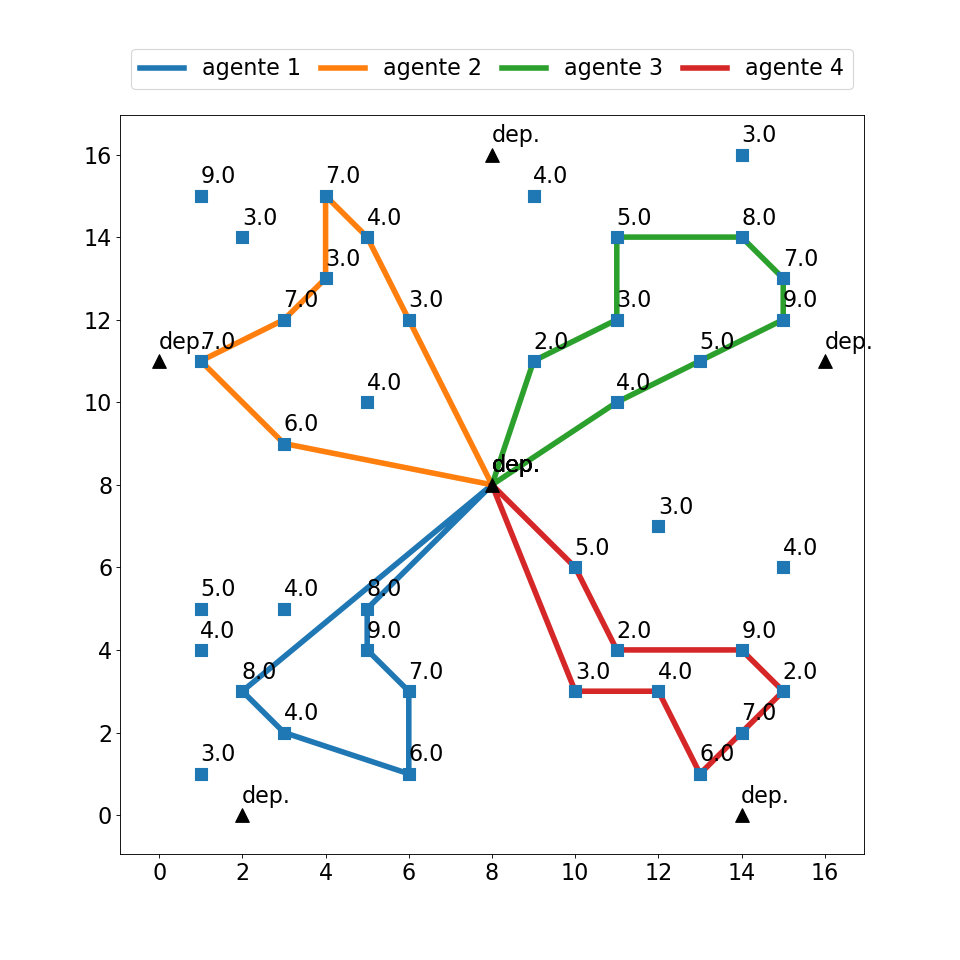 agente 1 agente 2 agente 3 agente 4
dep. 3.0
16
9.0 7.0 4.0
3.0 4.0 5.0 8.0
14
3.0 7.0
7.0 3.0 3.0 9.0
12
dep. 7.0 2.0 5.0 dep.
4.0 4.0
10
6.0
dep.
8
3.0
5.0 4.0
6
5.0 4.0 8.0
4.0 9.0 2.0 9.0
4
8.0 7.0 3.0 4.0 2.0
4.0 7.0
2
3.0 6.0 6.0
dep. dep.
0
0 2 4 6 8 10 12 14 16